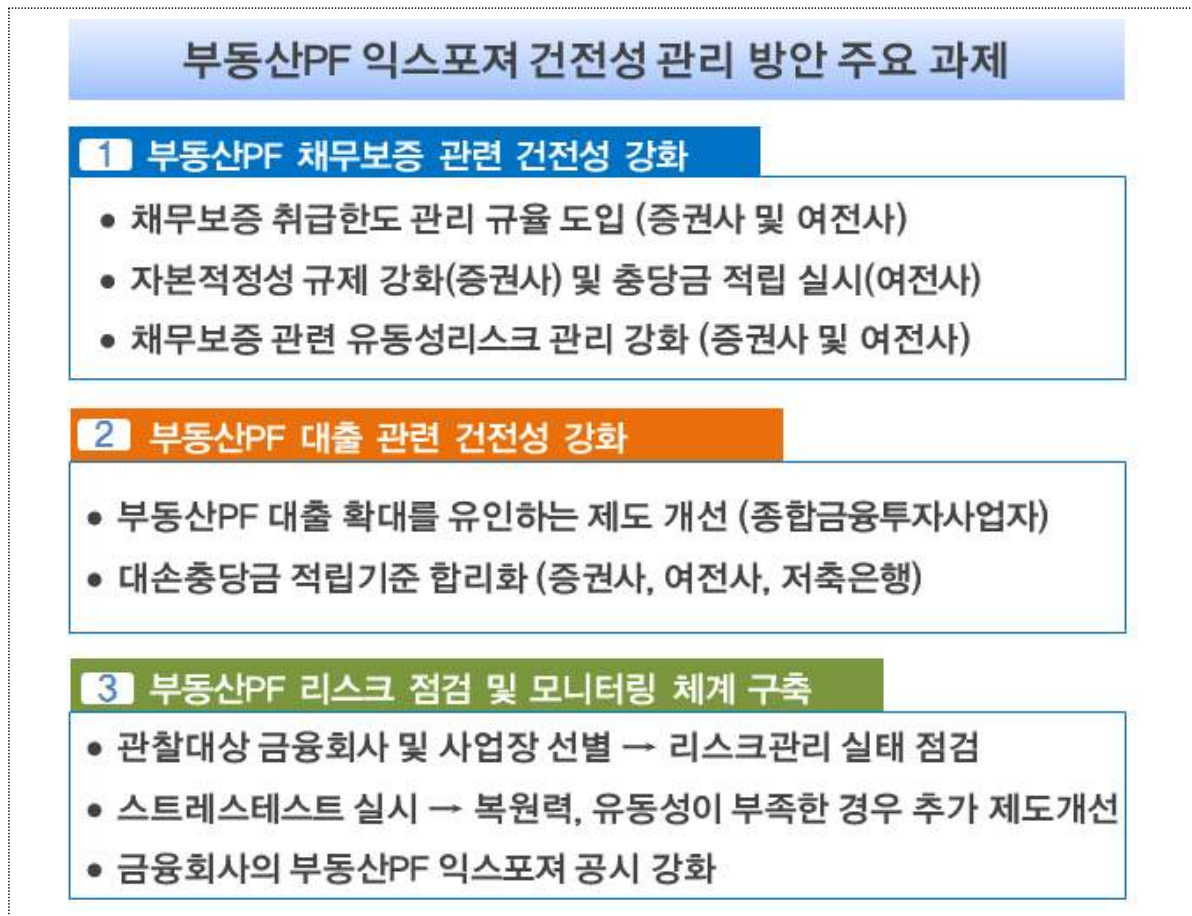 부동산PF 익스포져 건전성 관리 방안 주요 과제
1 부동산PF 채무보증 관련 건전성 강화
● 채무보증 취급한도 관리 규율 도입 (증권사 및 여전사)
● 자본적정성 규제 강화(증권사) 및 충당금 적립 실시(여전사)
● 채무보증 관련 유동성리스크 관리 강화 (증권사 및 여전사)
2 부동산PF 대출 관련 건전성 강화
● 부동산PF 대출 확대를 유인하는 제도 개선 (종합금융투자사업자)
● 대손충당금 적립기준 합리화 (증권사, 여전사, 저축은행)
3 부동산PF 리스크 점검 및 모니터링 체계 구축
● 관찰대상 금융회사 및 사업장 선별 → 리스크관리 실태 점검
● 스트레스테스트 실시 → 복원력, 유동성이 부족한 경우 추가 제도개선
● 금융회사의 부동산PF 익스포져 공시 강화